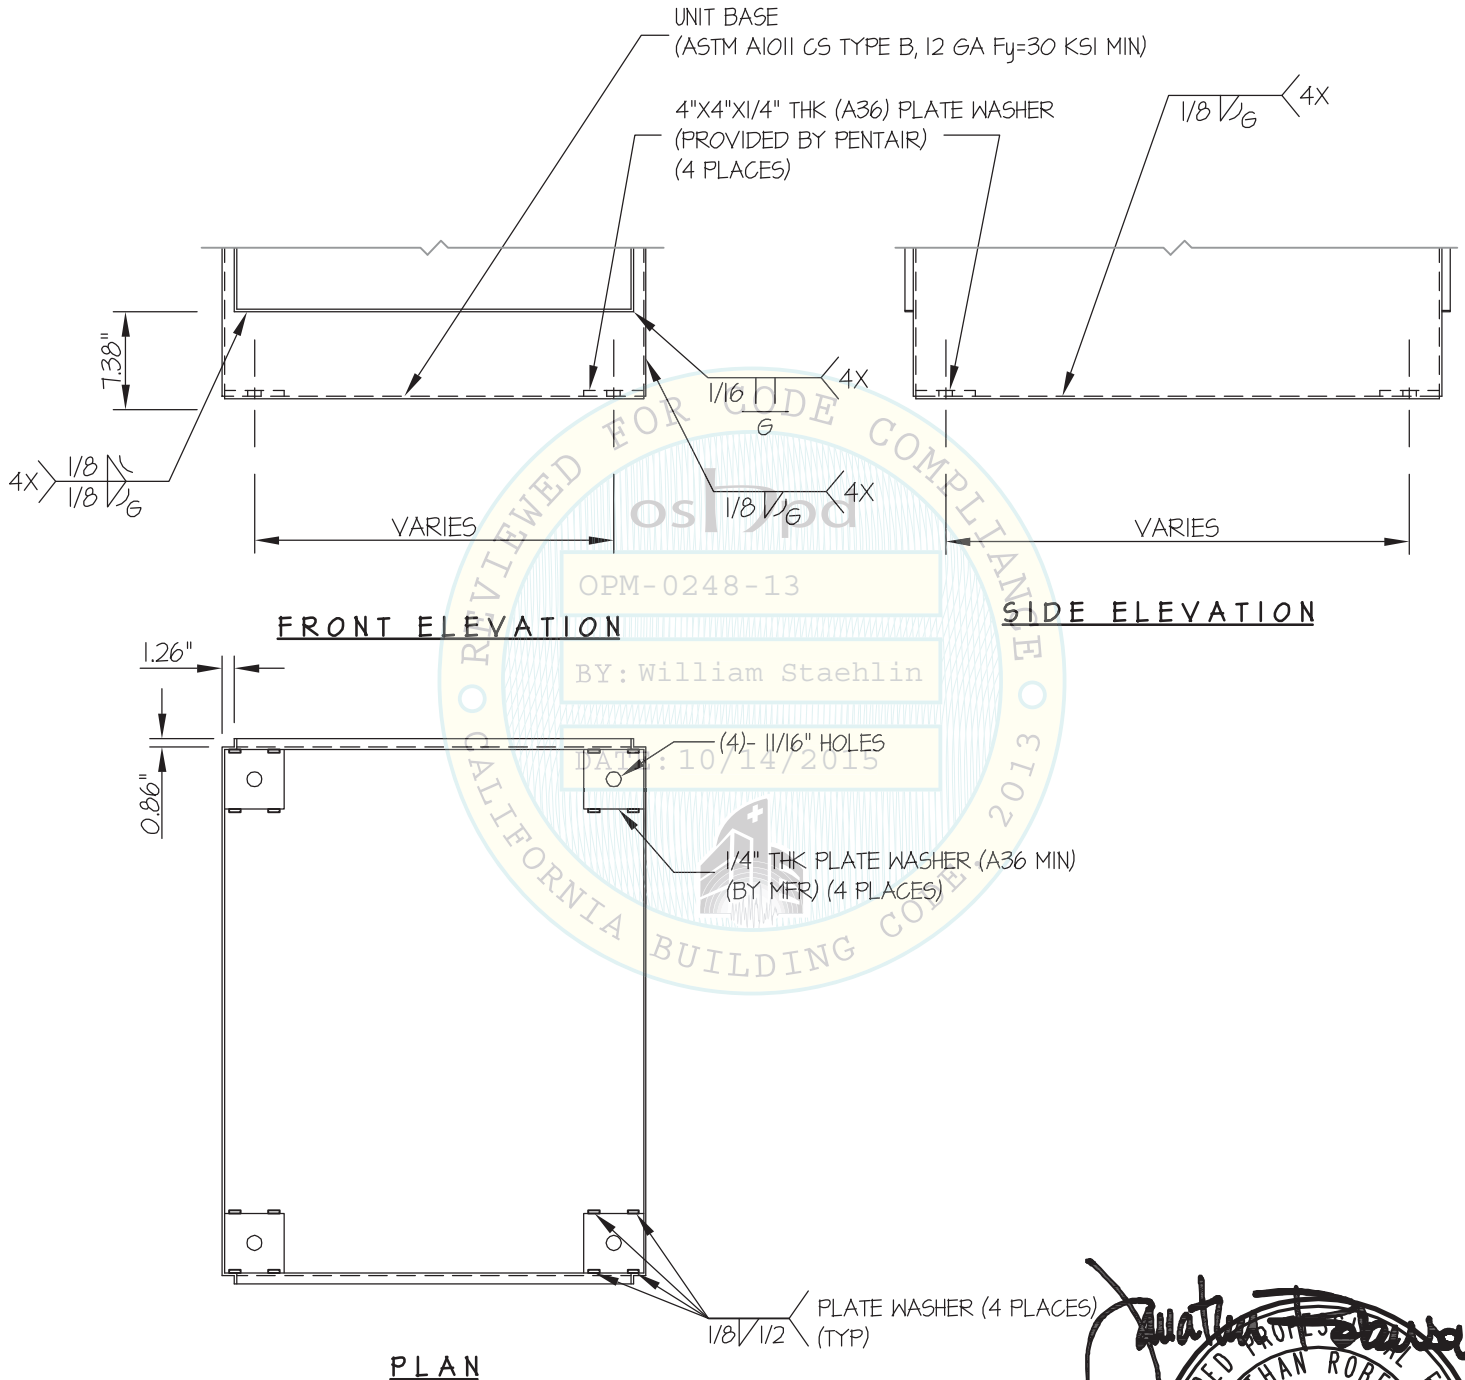 UNIT BASE
(ASTM A1011 CS TYPE B, 12 GA Fy=30 KSI MIN)
4"X4"X1/4" THK (A36) PLATE WASHER
(PROVIDED BY PENTAIR)
(4 PLACES)
1/8 G 4X
7.38"
1/16 G 4X
4X 1/8
1/8 G
1/8 G 4X
VARIES
VARIES
FRONT ELEVATION
SIDE ELEVATION
REVIEWED FOR CODE COMPLIANCE
oshpd
OPM-0248-13
BY: William Staehlin
DATE: 10/14/2015
CALIFORNIA BUILDING CODE, 2013
1.26"
0.86"
(4)- 11/16" HOLES
1/4" THK PLATE WASHER (A36 MIN)
(BY MFR) (4 PLACES)
1/8 1/2
PLATE WASHER (4 PLACES)
(TYP)
PLAN